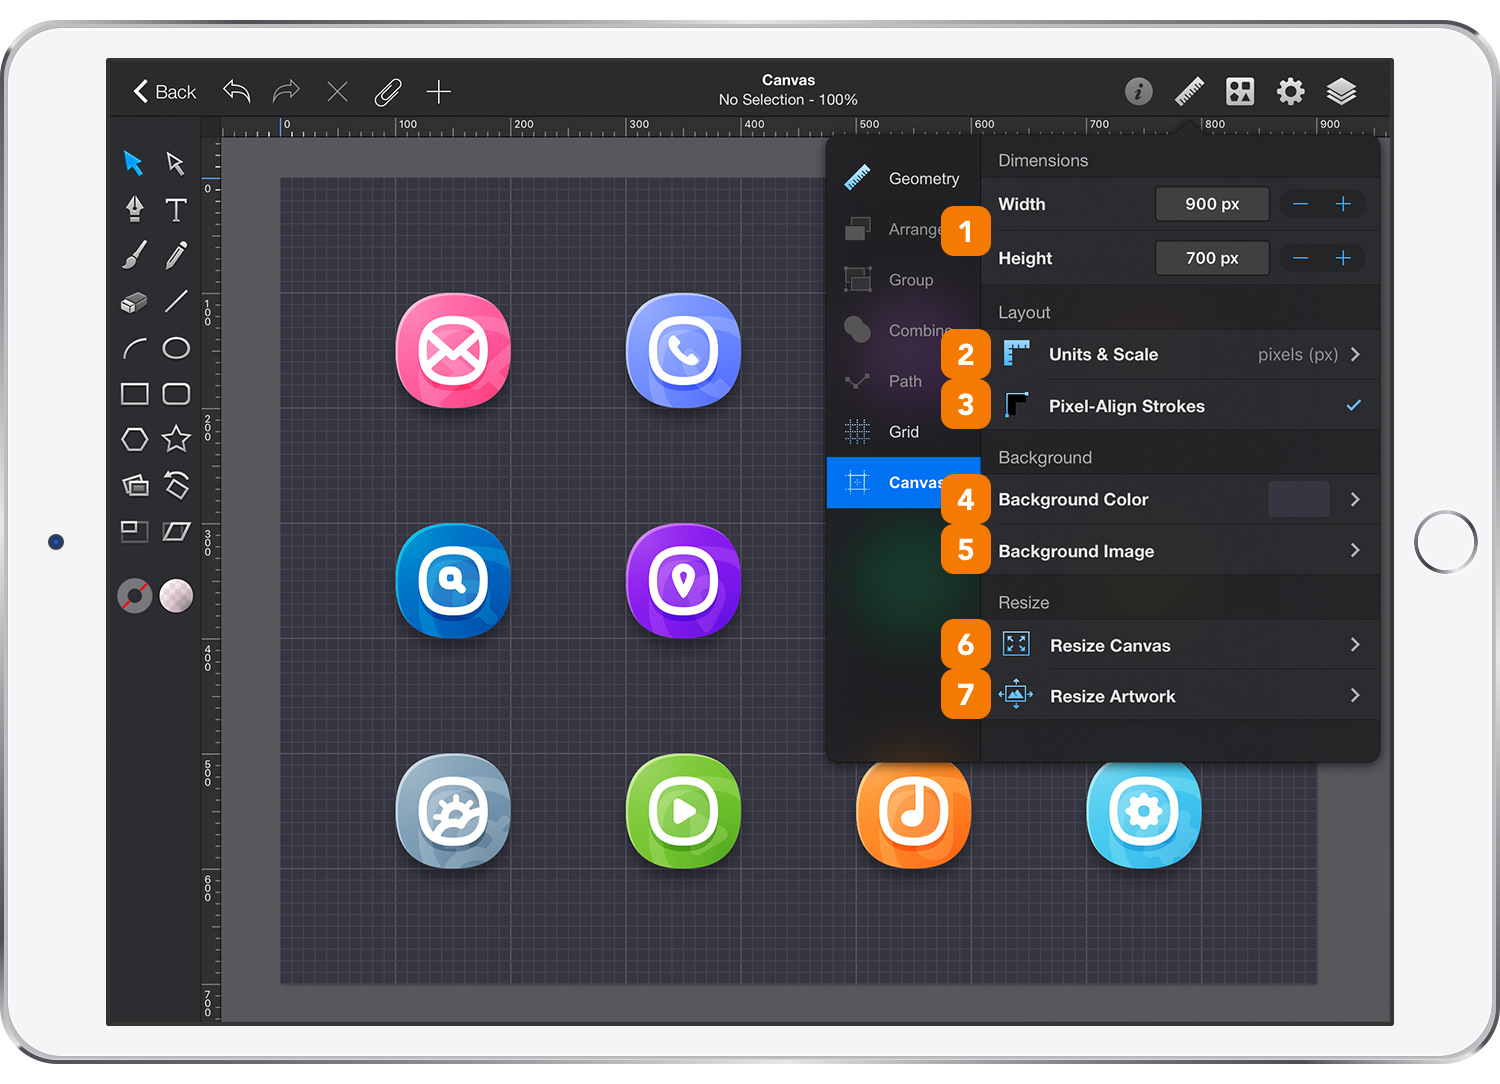 Back
Canvas
No Selection - 100%
0 100 200 300 400 500 600 700 800 900
0
100
200
300
400
500
600
700
Geometry
Arrange
Group
Combine
Path
Grid
Canvas
Dimensions
1
Width 900 px
Height 700 px
Layout
2 Units & Scale pixels (px)
3 Pixel-Align Strokes
Background
4 Background Color
5 Background Image
Resize
6 Resize Canvas
7 Resize Artwork